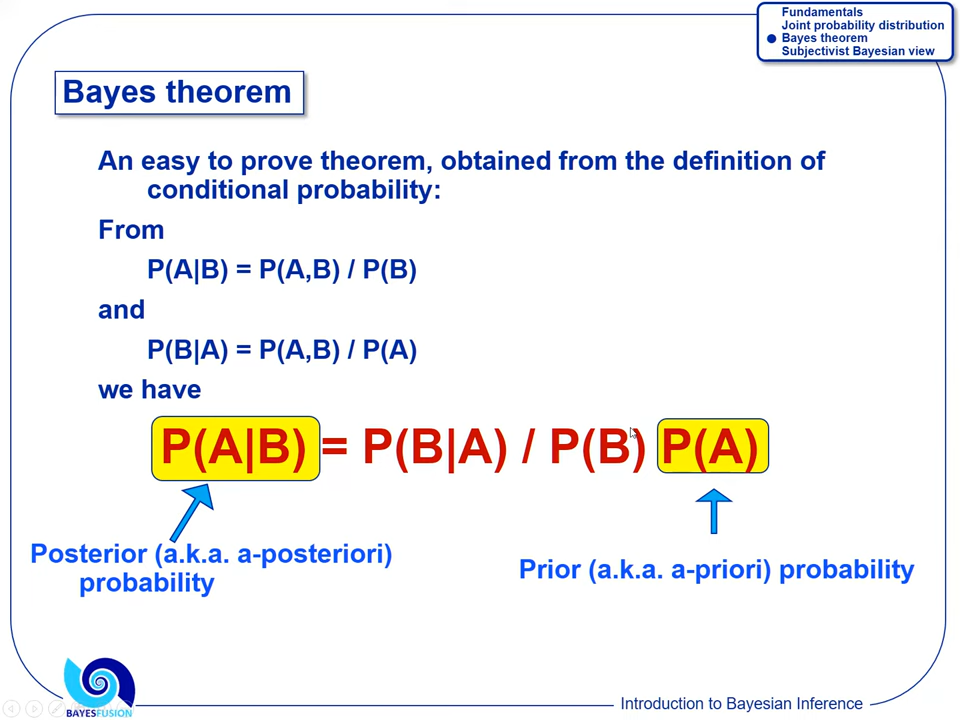 Fundamentals
Joint probability distribution
Bayes theorem
Subjectivist Bayesian view
Bayes theorem
An easy to prove theorem, obtained from the definition of
conditional probability:
From
P(A|B) = P(A,B) / P(B)
and
P(B|A) = P(A,B) / P(A)
we have
P(A|B) = P(B|A) / P(B) P(A)
Posterior (a.k.a. a-posteriori)
probability
Prior (a.k.a. a-priori) probability
BAYESFUSION
Introduction to Bayesian Inference